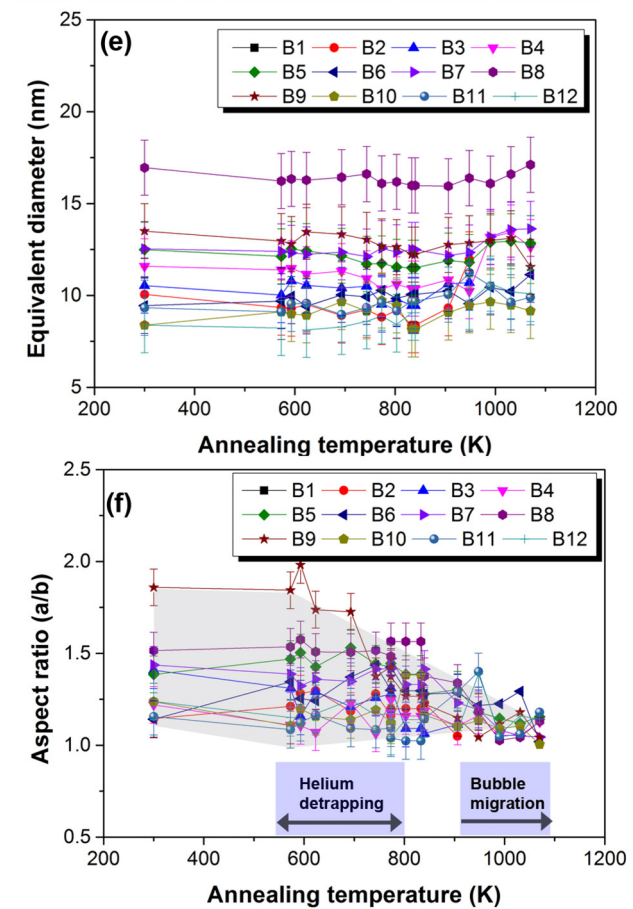 (e)
B1 B2 B3 B4
B5 B6 B7 B8
B9 B10 B11 B12
25
20
15
10
5
Equivalent diameter (nm)
200 400 600 800 1000 1200
Annealing temperature (K)
(f)
B1 B2 B3 B4
B5 B6 B7 B8
B9 B10 B11 B12
2.5
2.0
1.5
1.0
0.5
Aspect ratio (a/b)
Helium
detrapping
Bubble
migration
200 400 600 800 1000 1200
Annealing temperature (K)